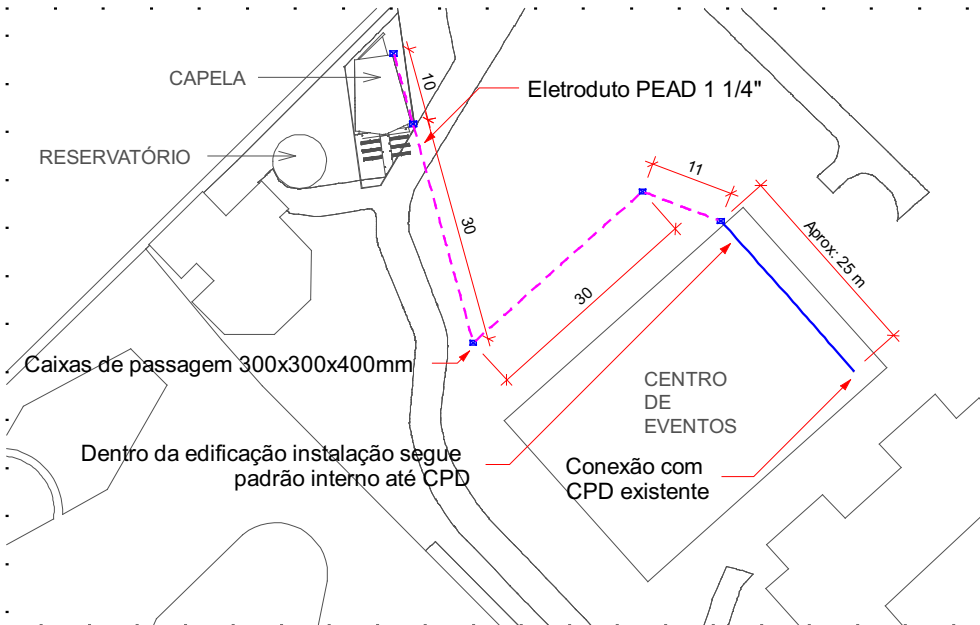 CAPELA
10
Eletroduto PEAD 1 1/4"
RESERVATÓRIO
11
30
Aprox: 25 m
30
Caixas de passagem 300x300x400mm
CENTRO
DE
EVENTOS
Dentro da edificação instalação segue
padrão interno até CPD
Conexão com
CPD existente